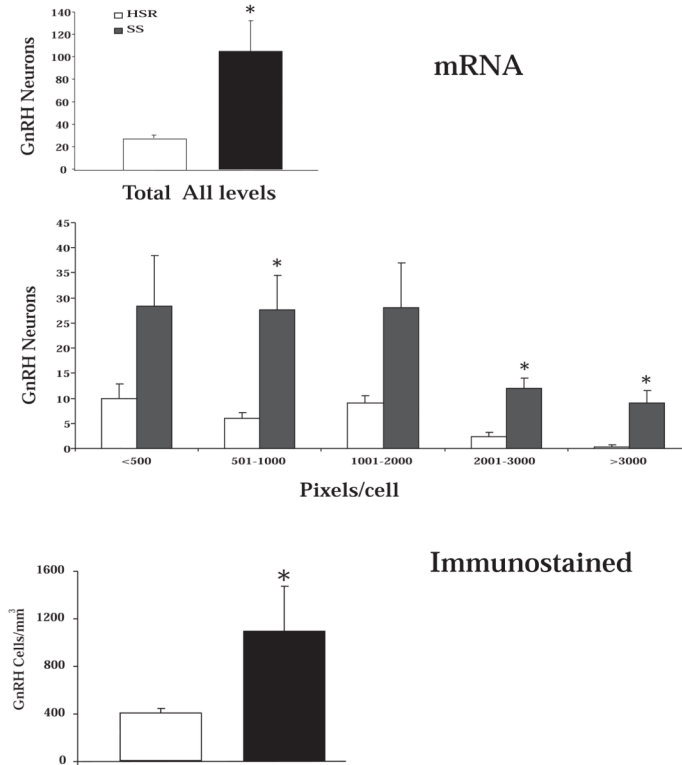 HSR
SS
mRNA
GnRH Neurons
140
120
100
80
60
40
20
0
*
Total All levels
GnRH Neurons
45
40
35
30
25
20
15
10
5
0
*
*
*
<500 501-1000 1001-2000 2001-3000 >3000
Pixels/cell
Immunostained
GnRH Cells/mm³
1600
1200
800
400
0
*